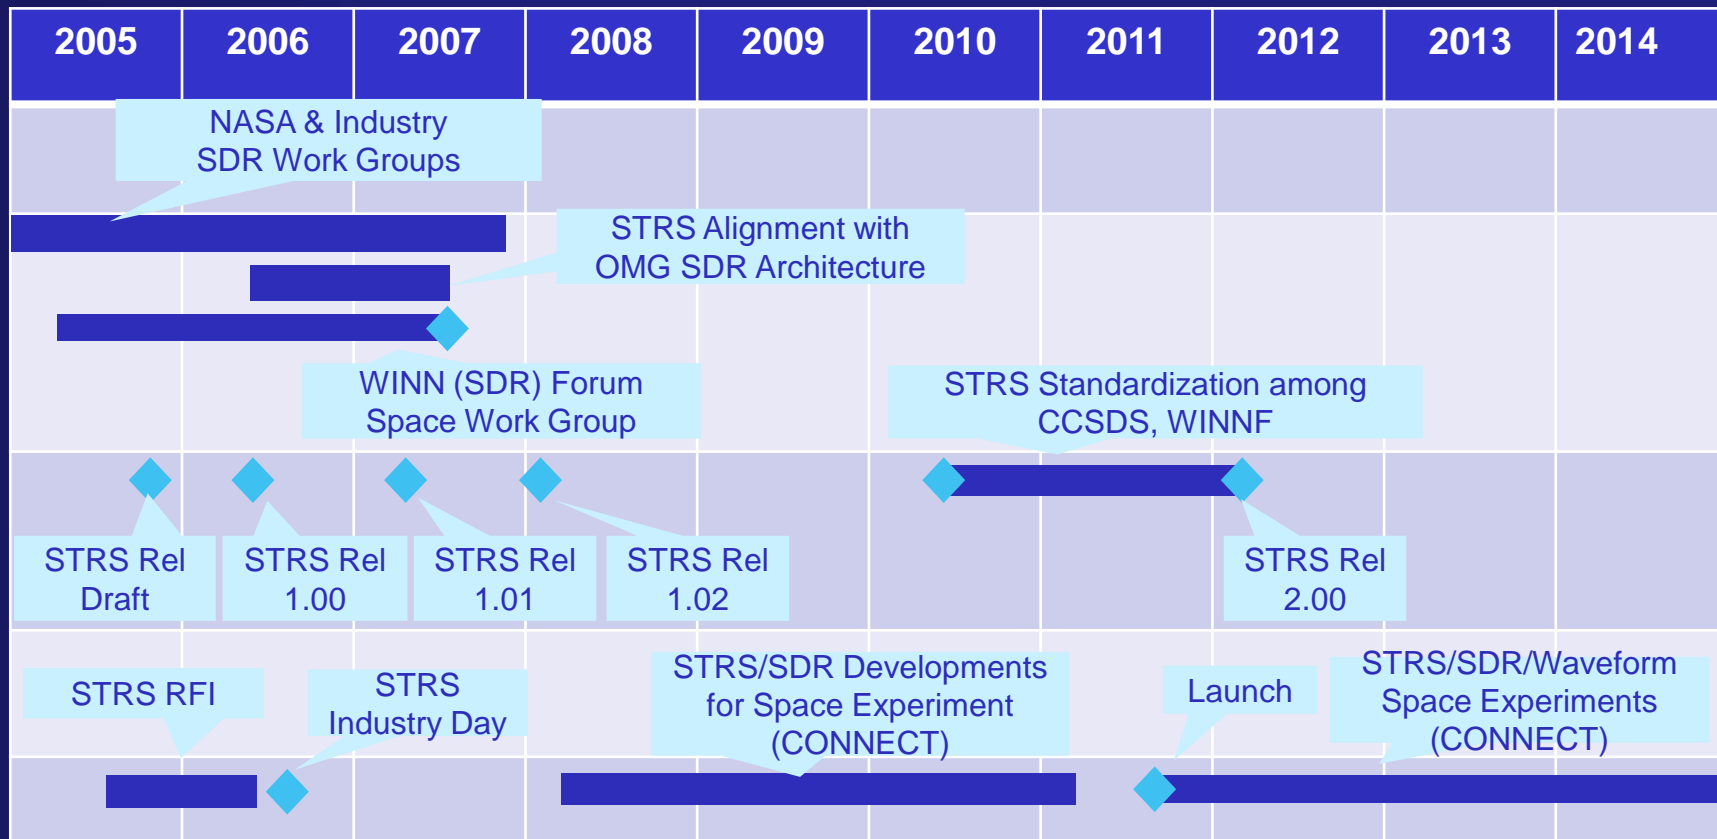 2005 2006 2007 2008 2009 2010 2011 2012 2013 2014
NASA & Industry
SDR Work Groups
STRS Alignment with
OMG SDR Architecture
WINN (SDR) Forum
Space Work Group
STRS Standardization among
CCSDS, WINNF
STRS Rel
Draft
STRS Rel
1.00
STRS Rel
1.01
STRS Rel
1.02
STRS Rel
2.00
STRS RFI
STRS
Industry Day
STRS/SDR Developments
for Space Experiment
(CONNECT)
Launch
STRS/SDR/Waveform
Space Experiments
(CONNECT)